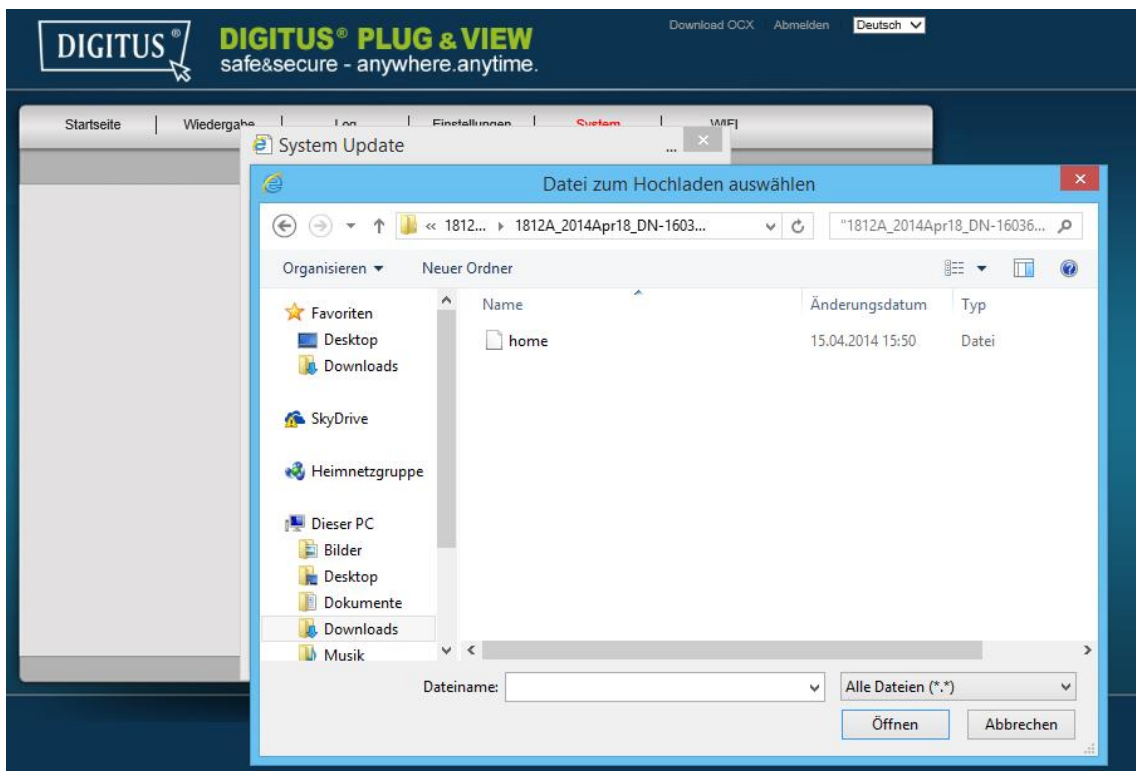 Download OCX Abmelden Deutsch
DIGITUS®
DIGITUS® PLUG & VIEW
safe&secure - anywhere.anytime.
Startseite | Wiedergabe | Log | Einstellungen | System | WIFI
System Update ...
Datei zum Hochladen auswählen
« 1812... 1812A_2014Apr18_DN-1603... "1812A_2014Apr18_DN-16036...
Organisieren Neuer Ordner
Name Änderungsdatum Typ
home 15.04.2014 15:50 Datei
Favoriten
Desktop
Downloads
SkyDrive
Heimnetzgruppe
Dieser PC
Bilder
Desktop
Dokumente
Downloads
Musik
Dateiname: Alle Dateien (*.*)
Öffnen Abbrechen